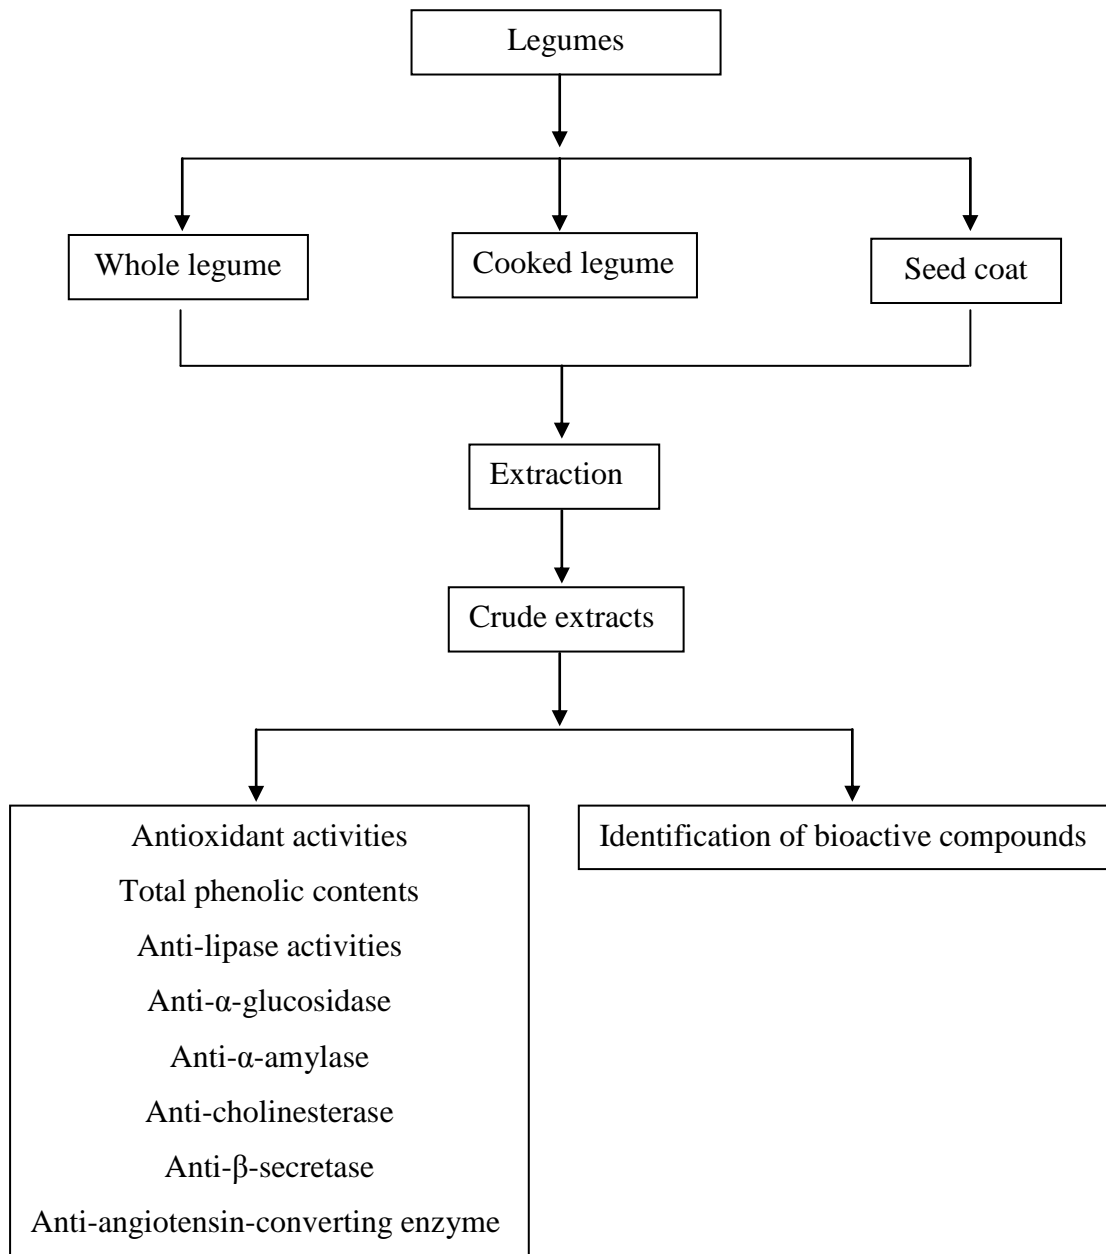 Legumes
Whole legume
Cooked legume
Seed coat
Extraction
Crude extracts
Antioxidant activities
Total phenolic contents
Anti-lipase activities
Anti-α-glucosidase
Anti-α-amylase
Anti-cholinesterase
Anti-β-secretase
Anti-angiotensin-converting enzyme
Identification of bioactive compounds